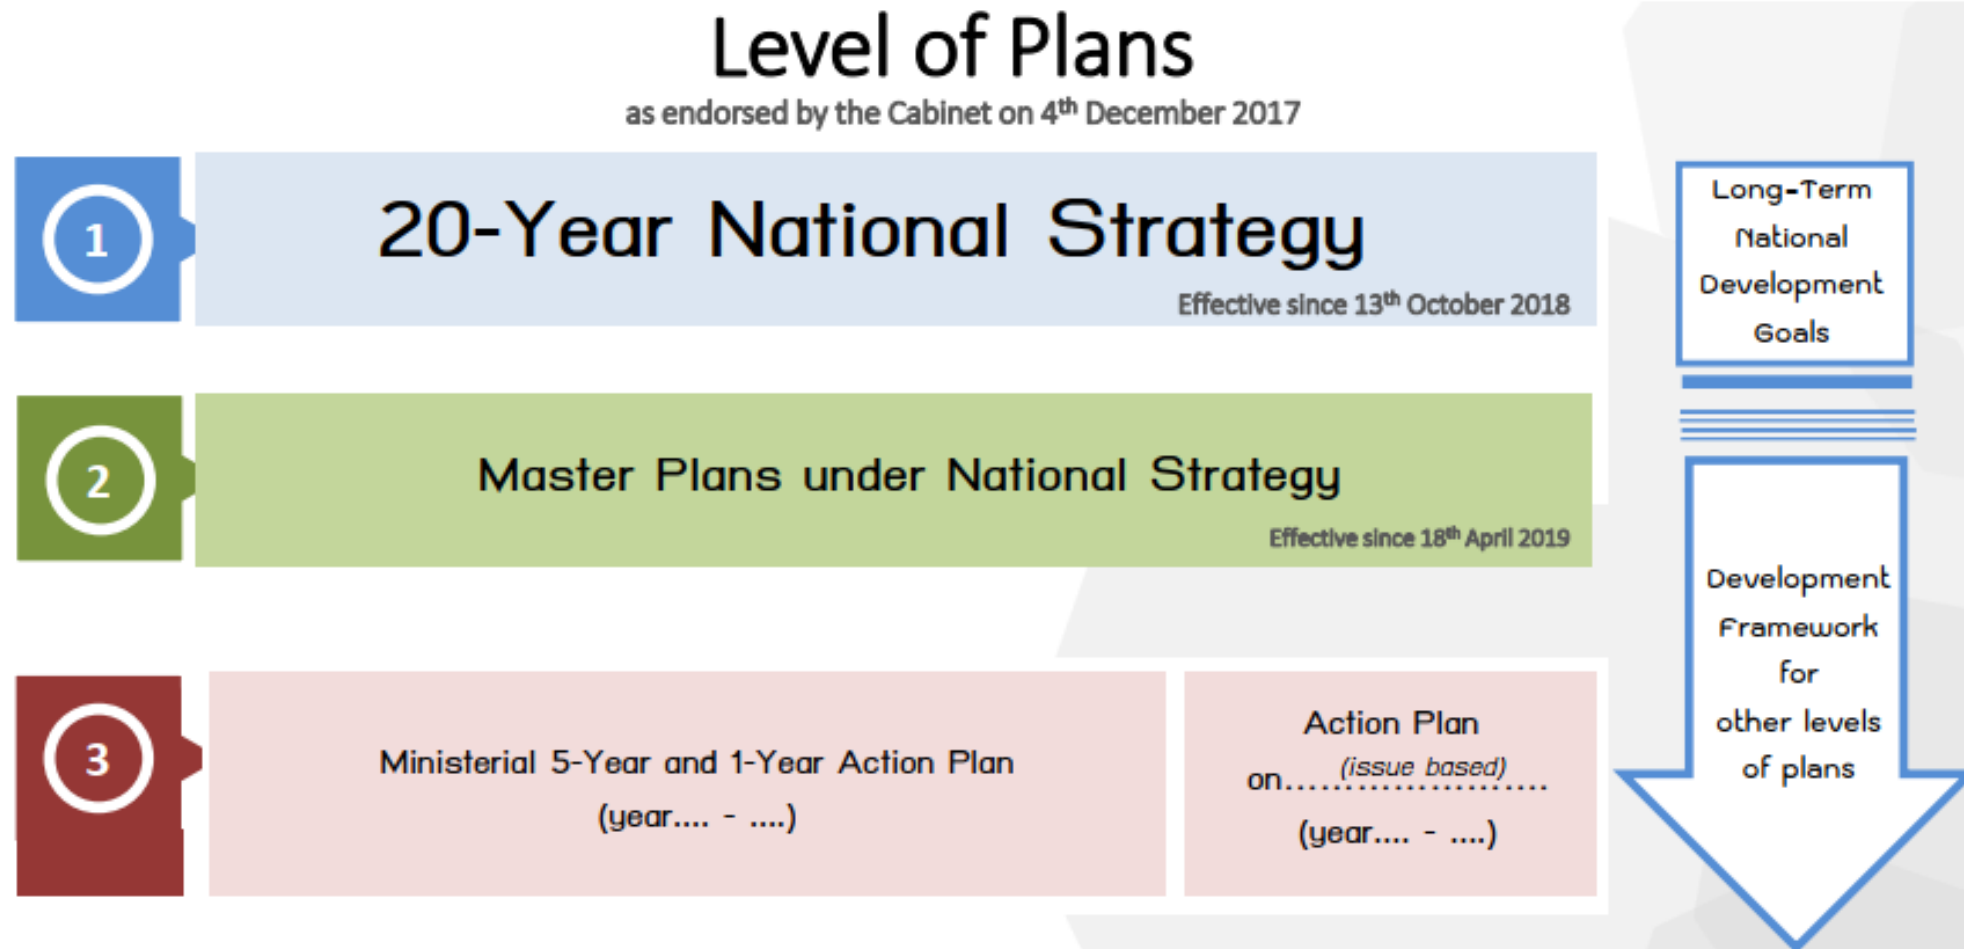 Level of Plans
as endorsed by the Cabinet on 4th December 2017
1
20-Year National Strategy
Effective since 13th October 2018
2
Master Plans under National Strategy
Effective since 18th April 2019
3
Ministerial 5-Year and 1-Year Action Plan
(year.... - ....)
Action Plan
on......(issue based)......
(year.... - ....)
Long-Term
National
Development
Goals
Development
Framework
for
other levels
of plans